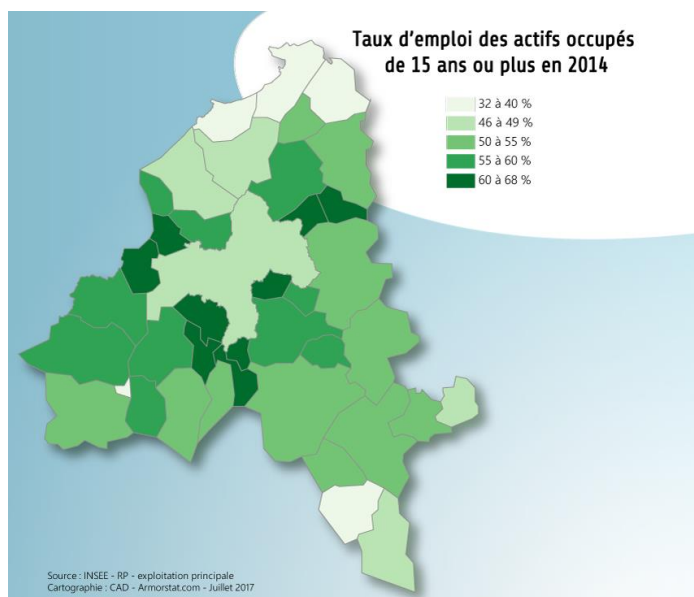 Taux d'emploi des actifs occupés
de 15 ans ou plus en 2014
32 à 40 %
46 à 49 %
50 à 55 %
55 à 60 %
60 à 68 %
Source : INSEE - RP - exploitation principale
Cartographie : CAD - Armorstat.com - Juillet 2017